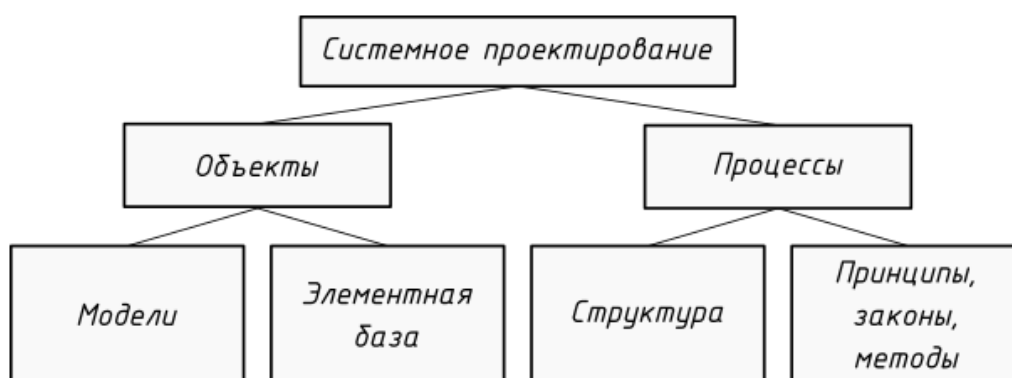 Системное проектирование
Объекты
Процессы
Модели
Элементная
база
Структура
Принципы,
законы,
методы